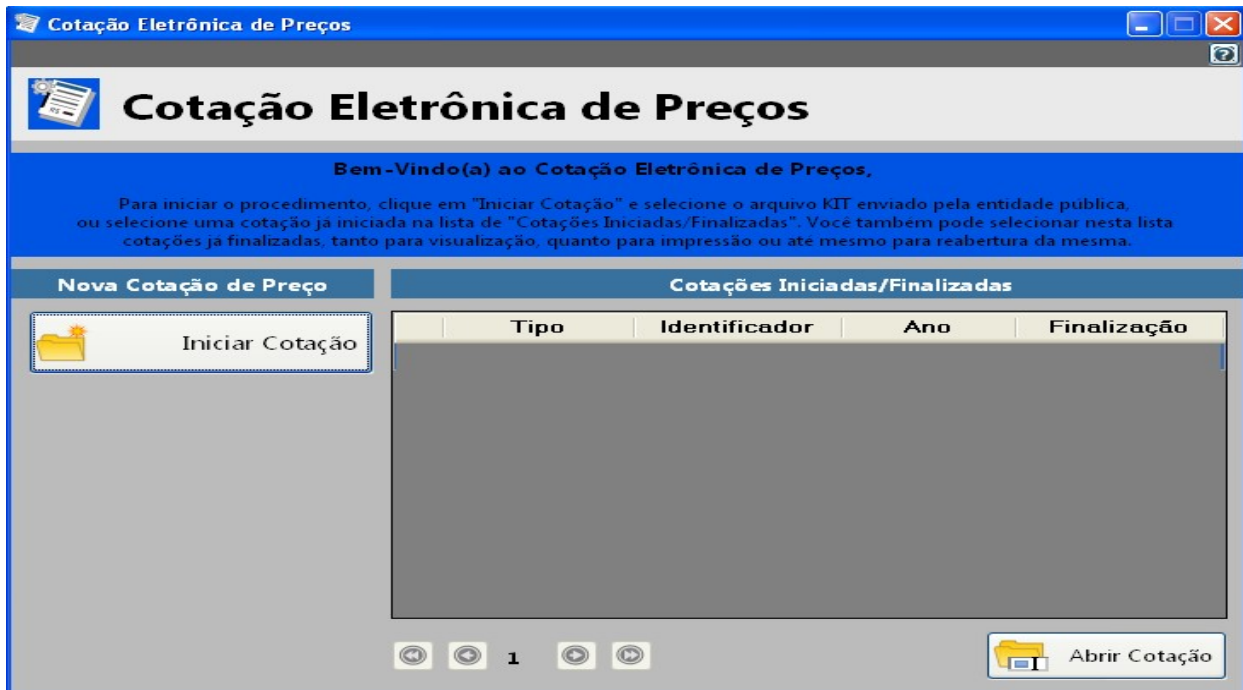 Cotação Eletrônica de Preços
Cotação Eletrônica de Preços
Bem-Vindo(a) ao Cotação Eletrônica de Preços,
Para iniciar o procedimento, clique em "Iniciar Cotação" e selecione o arquivo KIT enviado pela entidade pública,
ou selecione uma cotação já iniciada na lista de "Cotações Iniciadas/Finalizadas". Você também pode selecionar nesta lista
cotações já finalizadas, tanto para visualização, quanto para impressão ou até mesmo para reabertura da mesma.
Nova Cotação de Preço
Cotações Iniciadas/Finalizadas
Iniciar Cotação
Tipo Identificador Ano Finalização
1
Abrir Cotação